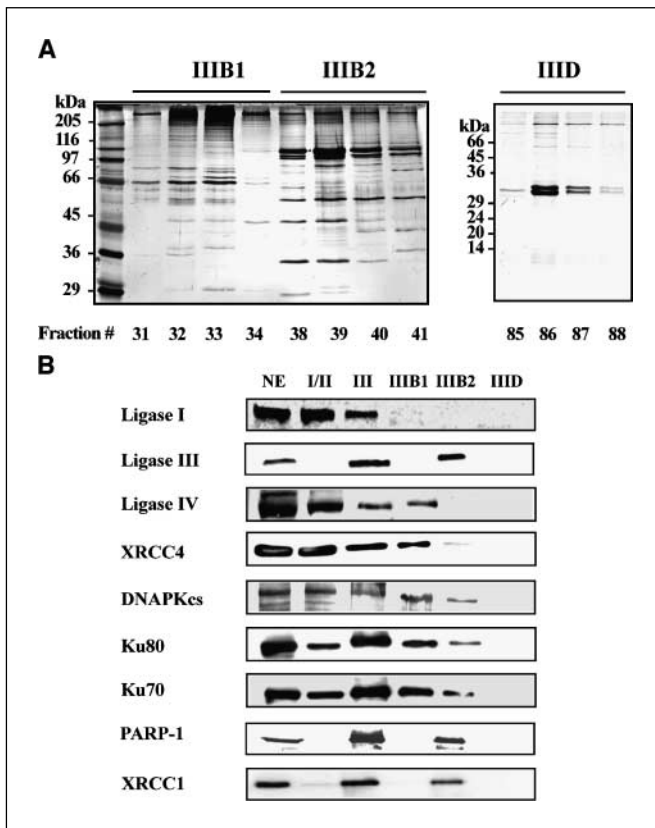 A
IIIB1 IIIB2 IIID
kDa
205
116
97
66
45
36
29
kDa
66
45
36
29
24
20
14
Fraction # 31 32 33 34 38 39 40 41 85 86 87 88
B
NE I/II III IIIB1 IIIB2 IIID
Ligase I
Ligase III
Ligase IV
XRCC4
DNAPKcs
Ku80
Ku70
PARP-1
XRCC1